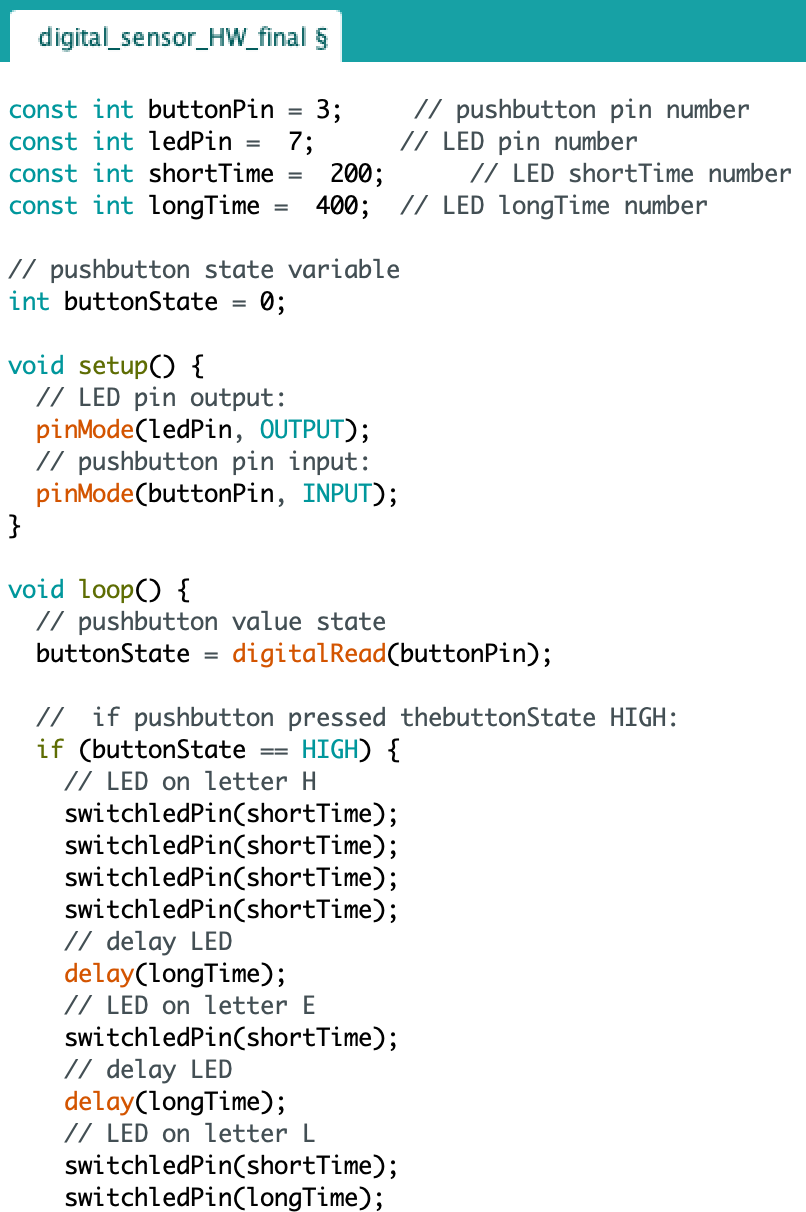 digital_sensor_HW_final §
const int buttonPin = 3;     // pushbutton pin number
const int ledPin =  7;      // LED pin number
const int shortTime =  200;      // LED shortTime number
const int longTime =  400;  // LED longTime number
// pushbutton state variable
int buttonState = 0;
void setup() {
  // LED pin output:
  pinMode(ledPin, OUTPUT);
  // pushbutton pin input:
  pinMode(buttonPin, INPUT);
}
void loop() {
  // pushbutton value state
  buttonState = digitalRead(buttonPin);
  //  if pushbutton pressed thebuttonState HIGH:
  if (buttonState == HIGH) {
    // LED on letter H
    switchledPin(shortTime);
    switchledPin(shortTime);
    switchledPin(shortTime);
    switchledPin(shortTime);
    // delay LED
    delay(longTime);
    // LED on letter E
    switchledPin(shortTime);
    // delay LED
    delay(longTime);
    // LED on letter L
    switchledPin(shortTime);
    switchledPin(longTime);